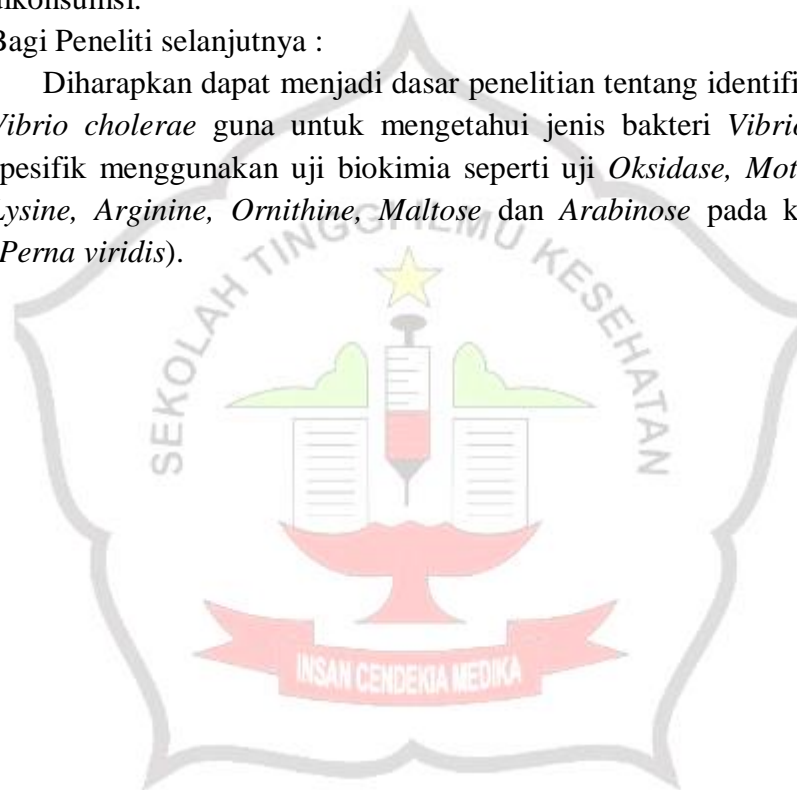 dikonsumsi.
Bagi Peneliti selanjutnya :
Diharapkan dapat menjadi dasar penelitian tentang identifi
Vibrio cholerae guna untuk mengetahui jenis bakteri Vibrio
spesifik menggunakan uji biokimia seperti uji Oksidase, Mot
Lysine, Arginine, Ornithine, Maltose dan Arabinose pada k
(Perna viridis).
SEKOLAH TINGGI ILMU KESEHATAN
INSAN CENDEKIA MEDIKA